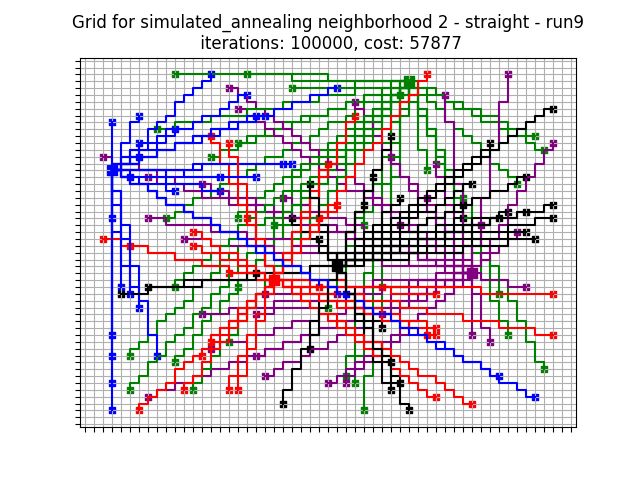 Grid for simulated_annealing neighborhood 2 - straight - run9
iterations: 100000, cost: 57877